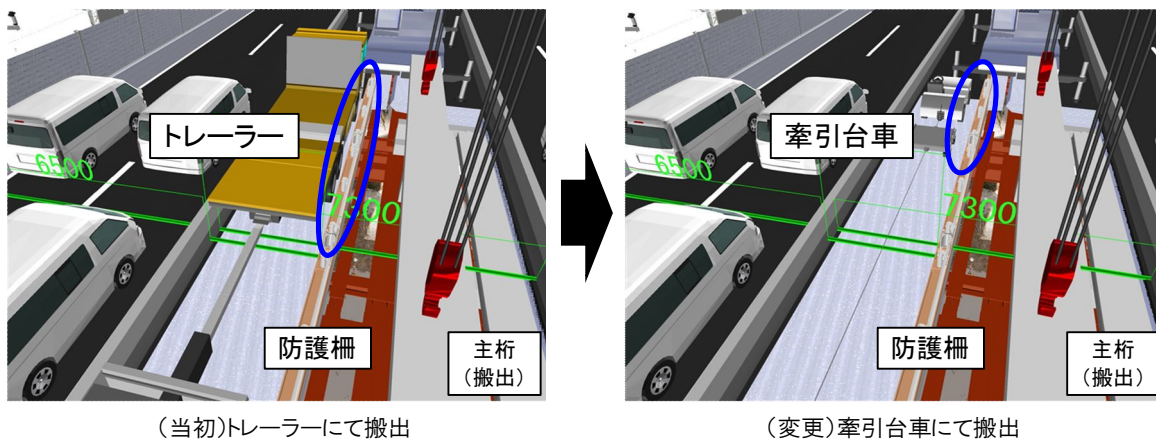 トレーラー
6500
7300
防護柵
主桁
（搬出）
（当初）トレーラーにて搬出
牽引台車
6500
7300
防護柵
主桁
（搬出）
（変更）牽引台車にて搬出